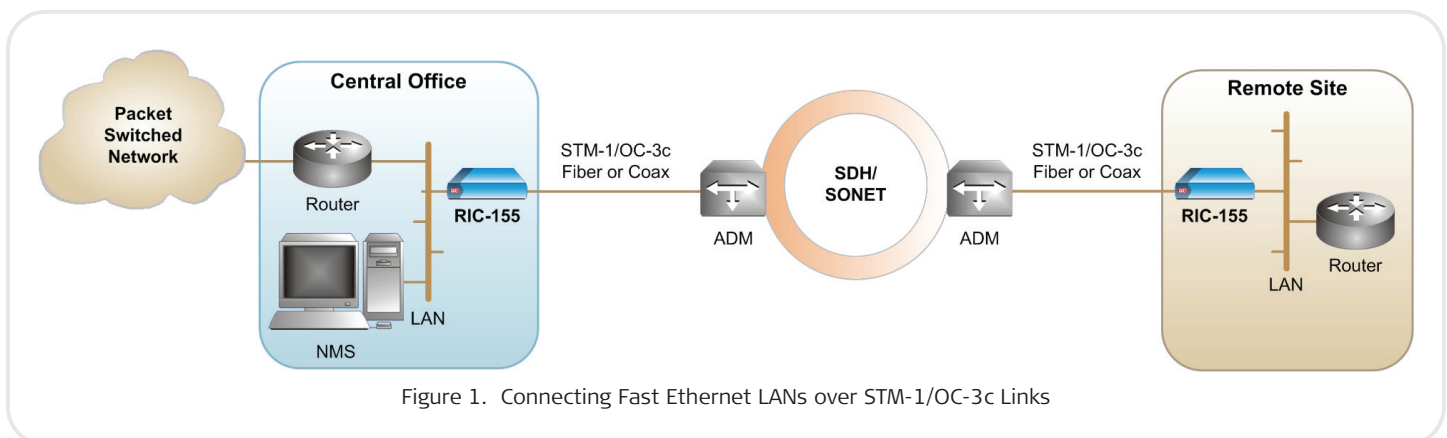 Packet
Switched
Network
Central Office
Router
RIC-155
NMS
LAN
STM-1/OC-3c
Fiber or Coax
ADM
SDH/
SONET
ADM
STM-1/OC-3c
Fiber or Coax
Remote Site
RIC-155
LAN
Router
Figure 1. Connecting Fast Ethernet LANs over STM-1/OC-3c Links